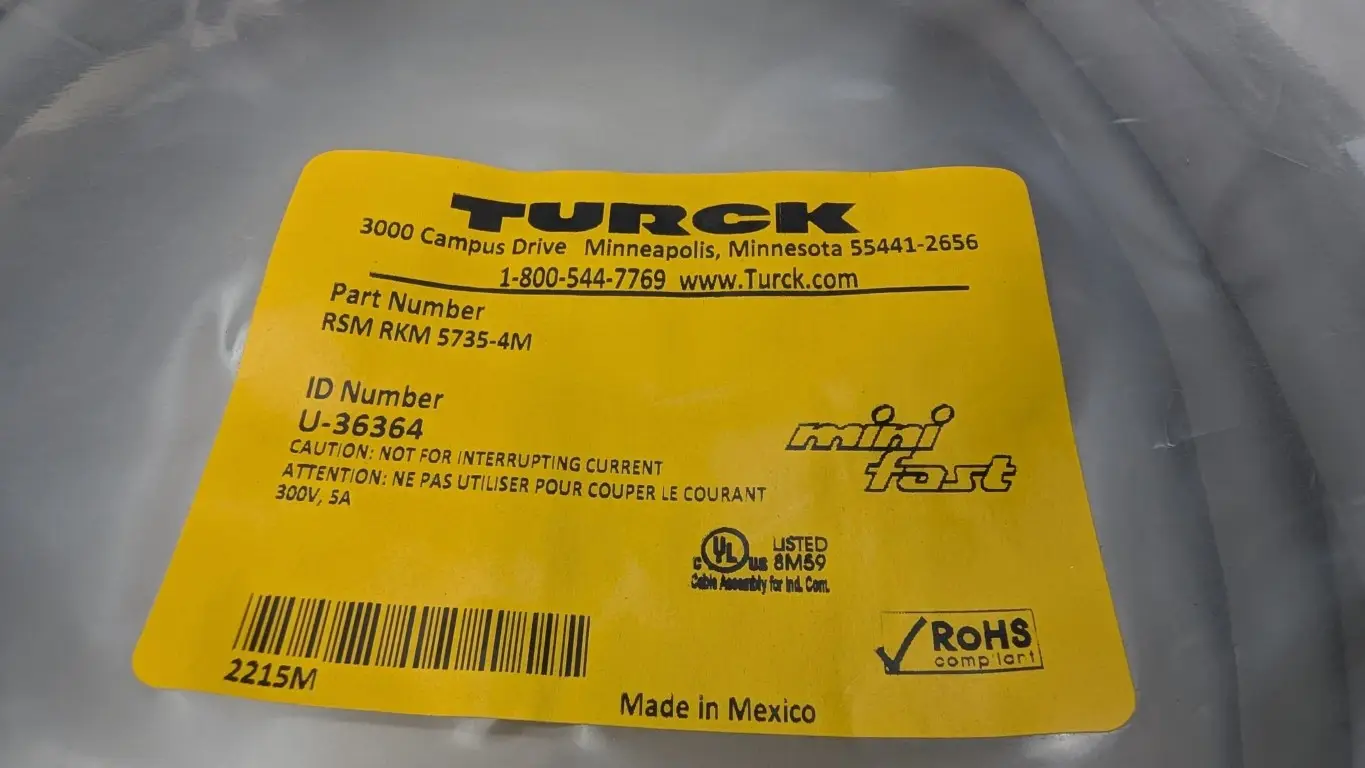 TURCK
3000 Campus Drive Minneapolis, Minnesota 55441-2656
1-800-544-7769 www.Turck.com
Part Number
RSM RKM 5735-4M
ID Number
U-36364
CAUTION: NOT FOR INTERRUPTING CURRENT
ATTENTION: NE PAS UTILISER POUR COUPER LE COURANT
300V, 5A
mini
fast
C UL US LISTED
8M59
Cable Assembly for Ind. Com.
RoHS
compliant
2215M
Made in Mexico